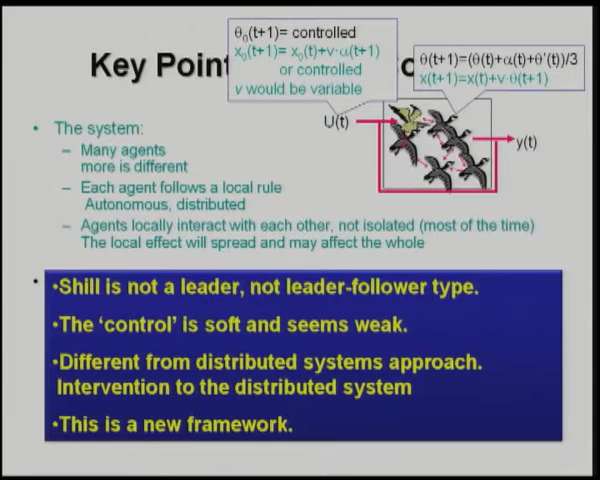 θ₀(t+1)= controlled
x₀(t+1)= x₀(t)+v·α(t+1)
or controlled
v would be variable
Key Point
θ(t+1)=(θ(t)+α(t)+θ'(t))/3
x(t+1)=x(t)+v·θ(t+1)
U(t)
y(t)
• The system:
– Many agents
more is different
– Each agent follows a local rule
Autonomous, distributed
– Agents locally interact with each other, not isolated (most of the time)
The local effect will spread and may affect the whole
•Shill is not a leader, not leader-follower type.
•The ‘control’ is soft and seems weak.
•Different from distributed systems approach.
Intervention to the distributed system
•This is a new framework.